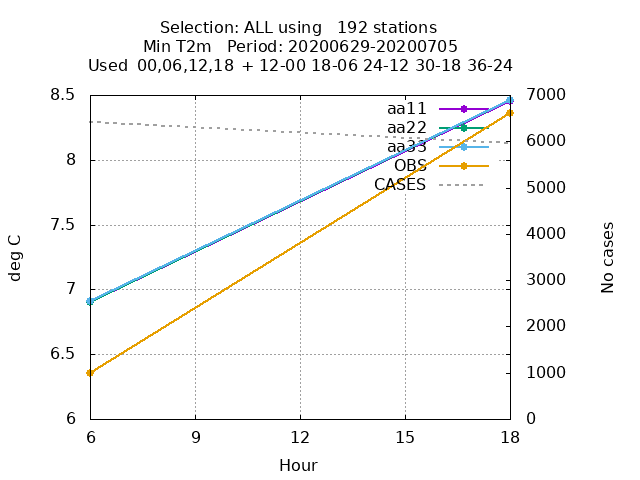 Selection: ALL using   192 stations
Min T2m   Period: 20200629-20200705
Used  00,06,12,18 + 12-00 18-06 24-12 30-18 36-24
8.5
8
7.5
7
6.5
6
deg C
7000
6000
5000
4000
3000
2000
1000
0
No cases
aa11
aa22
aa33
OBS
CASES
6 9 12 15 18
Hour